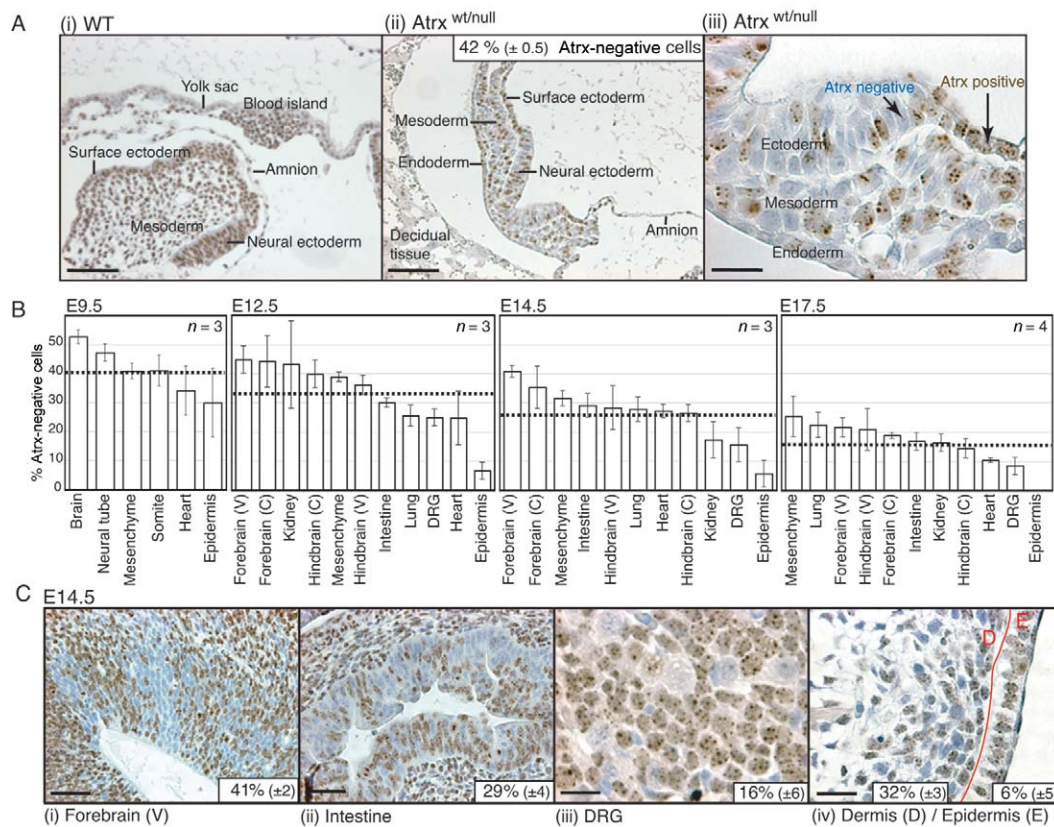 A
(i) WT
Yolk sac
Blood island
Surface ectoderm
Amnion
Mesoderm
Neural ectoderm
(ii) Atrx wt/null
42 % (± 0.5) Atrx-negative cells
Surface ectoderm
Mesoderm
Endoderm
Neural ectoderm
Decidual
tissue
Amnion
(iii) Atrx wt/null
Atrx negative
Atrx positive
Ectoderm
Mesoderm
Endoderm
B
% Atrx-negative cells
50
40
30
20
10
0
E9.5
n = 3
Brain
Neural tube
Mesenchyme
Somite
Heart
Epidermis
E12.5
n = 3
Forebrain (V)
Forebrain (C)
Kidney
Hindbrain (C)
Mesenchyme
Hindbrain (V)
Intestine
Lung
DRG
Heart
Epidermis
E14.5
n = 3
Forebrain (V)
Forebrain (C)
Mesenchyme
Intestine
Hindbrain (V)
Lung
Heart
Hindbrain (C)
Kidney
DRG
Epidermis
E17.5
n = 4
Mesenchyme
Lung
Forebrain (V)
Hindbrain (V)
Forebrain (C)
Intestine
Kidney
Hindbrain (C)
Heart
DRG
Epidermis
C
E14.5
41% (±2)
(i) Forebrain (V)
29% (±4)
(ii) Intestine
16% (±6)
(iii) DRG
D
E
32% (±3)
6% (±5)
(iv) Dermis (D) / Epidermis (E)